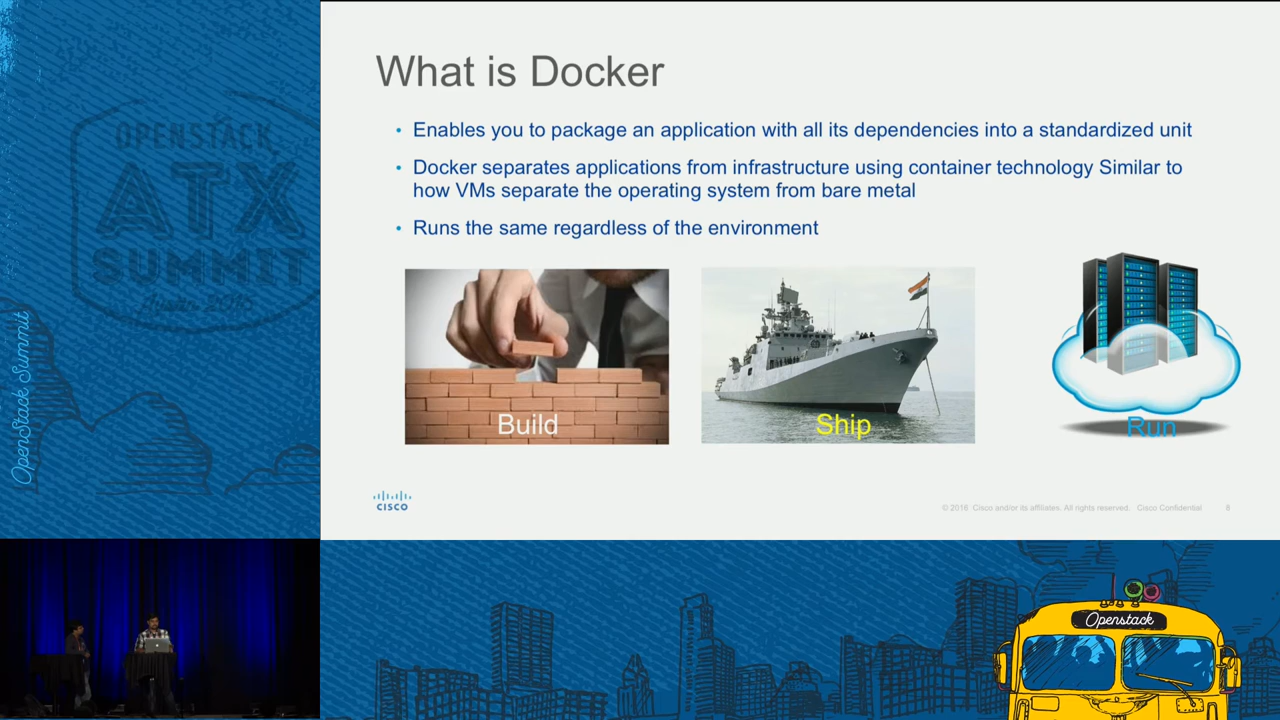 What is Docker
• Enables you to package an application with all its dependencies into a standardized unit
• Docker separates applications from infrastructure using container technology Similar to
how VMs separate the operating system from bare metal
• Runs the same regardless of the environment
Build
Ship
Run
CISCO
© 2016 Cisco and/or its affiliates. All rights reserved. Cisco Confidential 8
OPENSTACK
ATX
SUMMIT
Austin 2016
OpenStack Summit
Openstack